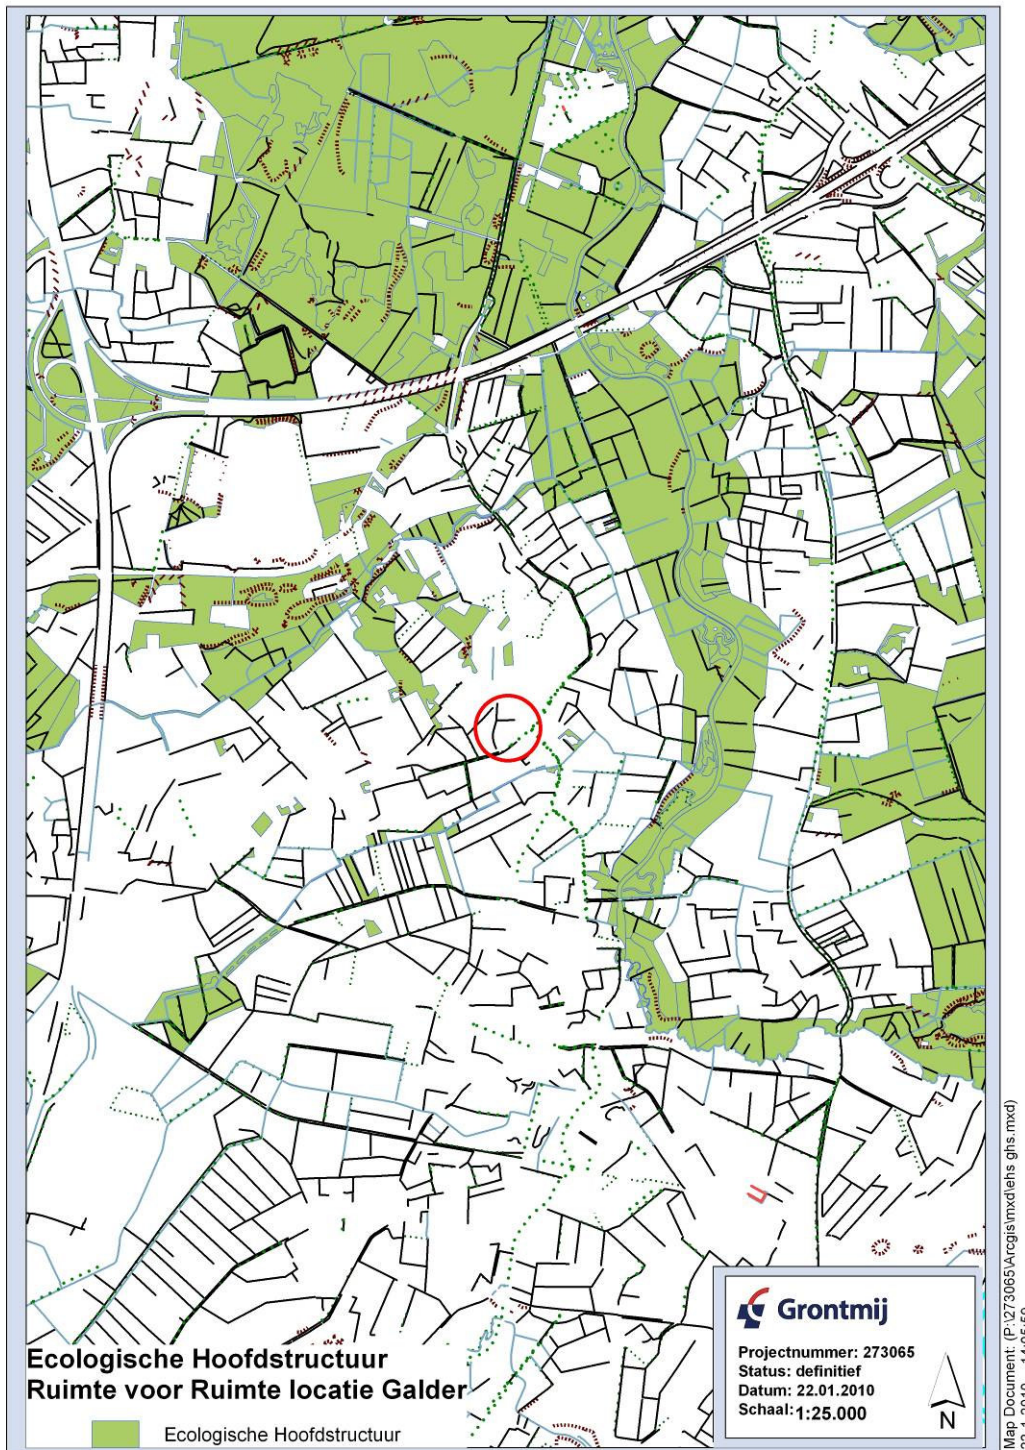 Ecologische Hoofdstructuur
Ruimte voor Ruimte locatie Galder
Ecologische Hoofdstructuur
Grontmij
Projectnummer: 273065
Status: definitief
Datum: 22.01.2010
Schaal: 1:25.000
N
Map Document: (P:\273065\Arcgis\mxd\ehs ghs.mxd)